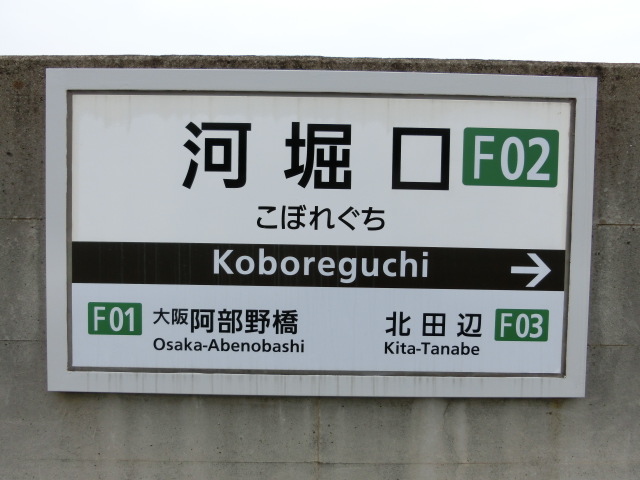 河堀口 F02
こぼれぐち
Koboreguchi →
F01 大阪阿部野橋 北田辺 F03
Osaka-Abenobashi Kita-Tanabe